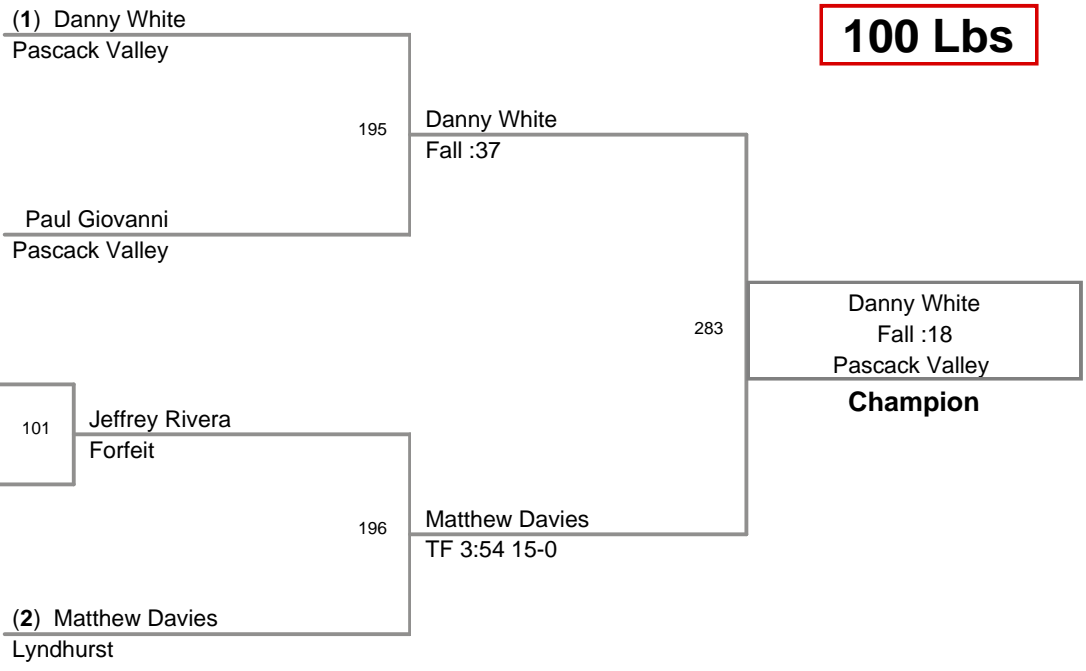 (1) Danny White
Pascack Valley
100 Lbs
195
Danny White
Fall :37
Paul Giovanni
Pascack Valley
283
Danny White
Fall :18
Pascack Valley
Champion
101
Jeffrey Rivera
Forfeit
196
Matthew Davies
TF 3:54 15-0
(2) Matthew Davies
Lyndhurst